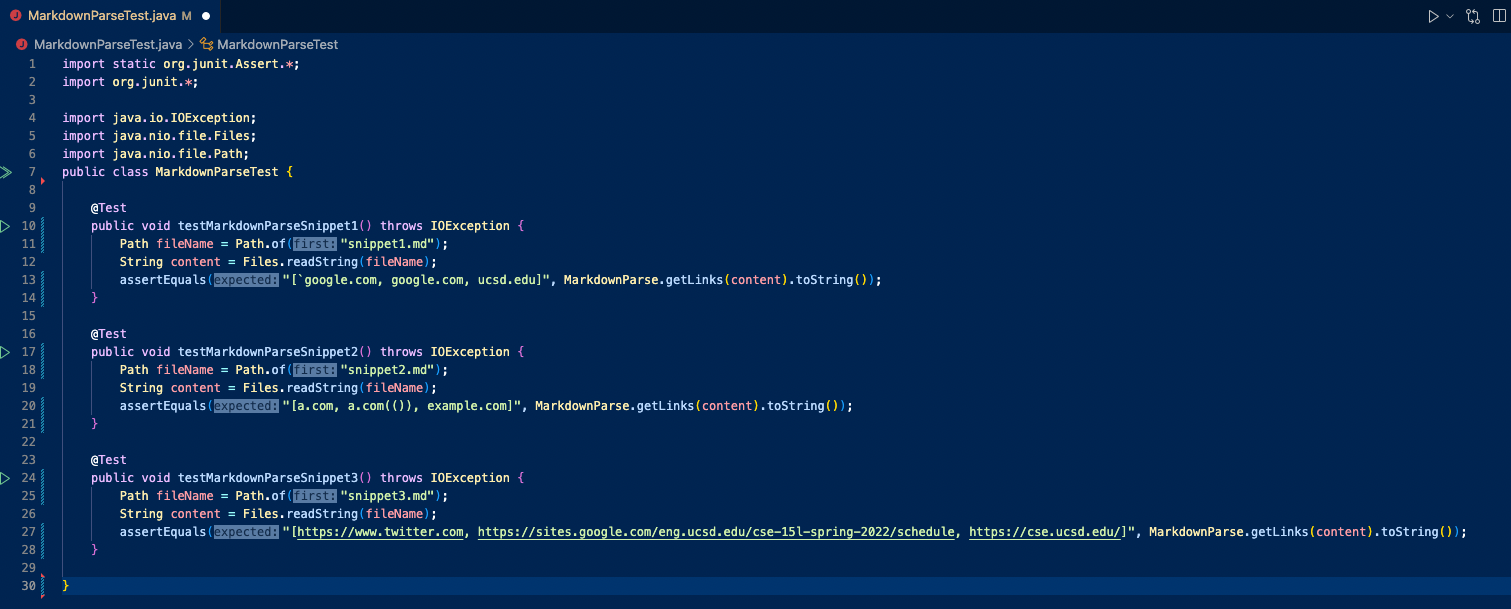 MarkdownParseTest.java M
MarkdownParseTest.java > MarkdownParseTest
1 import static org.junit.Assert.*;
2 import org.junit.*;
3
4 import java.io.IOException;
5 import java.nio.file.Files;
6 import java.nio.file.Path;
7 public class MarkdownParseTest {
8
9 @Test
10 public void testMarkdownParseSnippet1() throws IOException {
11 Path fileName = Path.of(first: "snippet1.md");
12 String content = Files.readString(fileName);
13 assertEquals(expected: "[`google.com, google.com, ucsd.edu]", MarkdownParse.getLinks(content).toString());
14 }
15
16 @Test
17 public void testMarkdownParseSnippet2() throws IOException {
18 Path fileName = Path.of(first: "snippet2.md");
19 String content = Files.readString(fileName);
20 assertEquals(expected: "[a.com, a.com(()), example.com]", MarkdownParse.getLinks(content).toString());
21 }
22
23 @Test
24 public void testMarkdownParseSnippet3() throws IOException {
25 Path fileName = Path.of(first: "snippet3.md");
26 String content = Files.readString(fileName);
27 assertEquals(expected: "[https://www.twitter.com, https://sites.google.com/eng.ucsd.edu/cse-15l-spring-2022/schedule, https://cse.ucsd.edu/]", MarkdownParse.getLinks(content).toString());
28 }
29
30 }